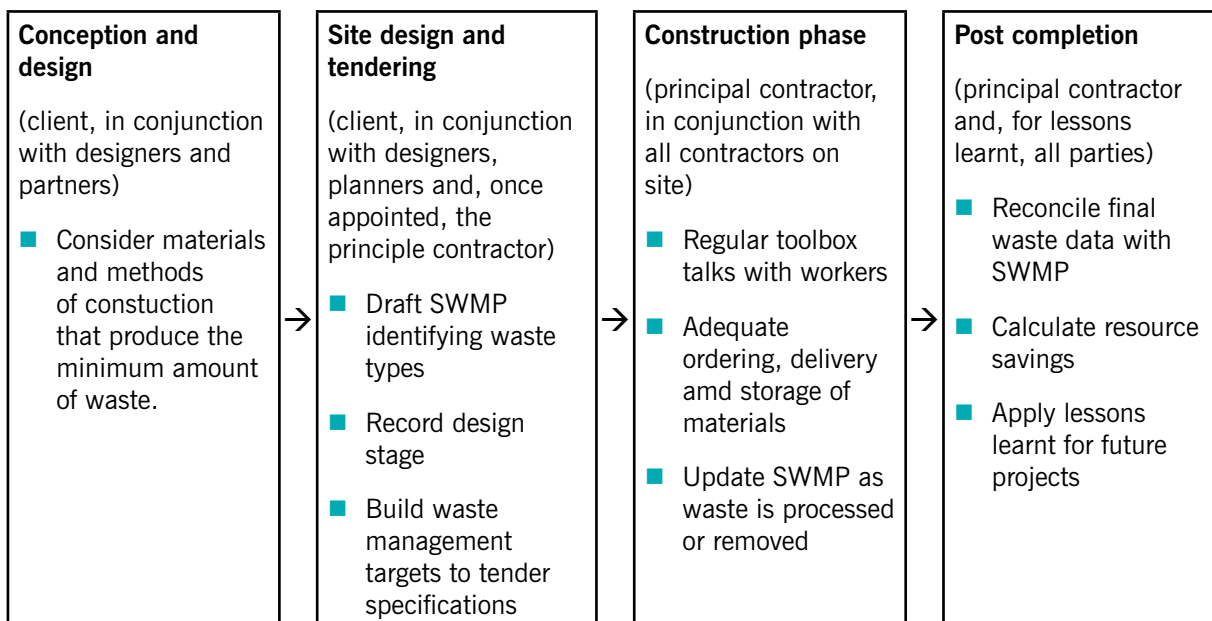 Conception and
design
(client, in conjunction
with designers and
partners)
Consider materials
and methods
of constuction
that produce the
minimum amount
of waste.
Site design and
tendering
(client, in conjunction
with designers,
planners and, once
appointed, the
principle contractor)
Draft SWMP
identifying waste
types
Record design
stage
Build waste
management
targets to tender
specifications
Construction phase
(principal contractor,
in conjunction with
all contractors on
site)
Regular toolbox
talks with workers
Adequate
ordering, delivery
amd storage of
materials
Update SWMP as
waste is processed
or removed
Post completion
(principal contractor
and, for lessons
learnt, all parties)
Reconcile final
waste data with
SWMP
Calculate resource
savings
Apply lessons
learnt for future
projects